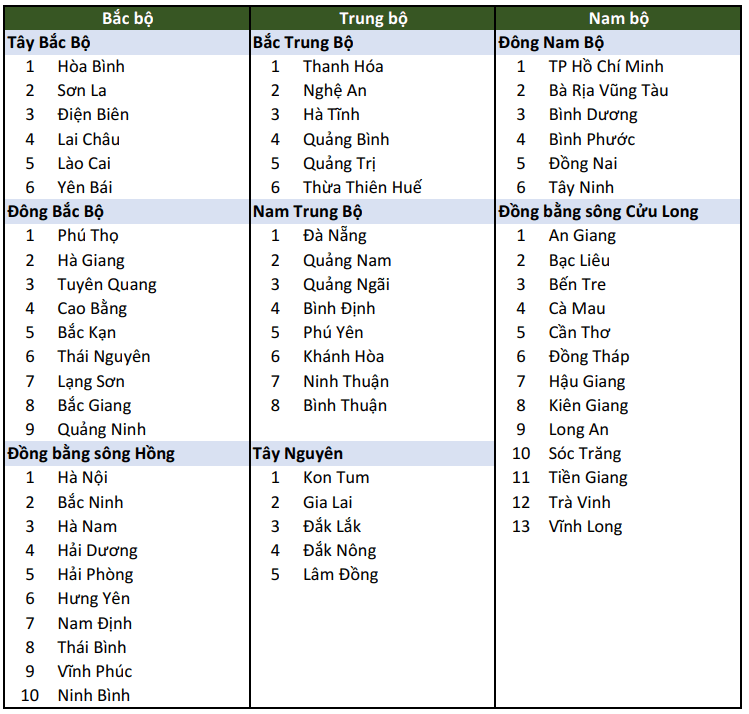 Bắc bộ
Tây Bắc Bộ
1 Hòa Bình
2 Sơn La
3 Điện Biên
4 Lai Châu
5 Lào Cai
6 Yên Bái
Đông Bắc Bộ
1 Phú Thọ
2 Hà Giang
3 Tuyên Quang
4 Cao Bằng
5 Bắc Kạn
6 Thái Nguyên
7 Lạng Sơn
8 Bắc Giang
9 Quảng Ninh
Đồng bằng sông Hồng
1 Hà Nội
2 Bắc Ninh
3 Hà Nam
4 Hải Dương
5 Hải Phòng
6 Hưng Yên
7 Nam Định
8 Thái Bình
9 Vĩnh Phúc
10 Ninh Bình
Trung bộ
Bắc Trung Bộ
1 Thanh Hóa
2 Nghệ An
3 Hà Tĩnh
4 Quảng Bình
5 Quảng Trị
6 Thừa Thiên Huế
Nam Trung Bộ
1 Đà Nẵng
2 Quảng Nam
3 Quảng Ngãi
4 Bình Định
5 Phú Yên
6 Khánh Hòa
7 Ninh Thuận
8 Bình Thuận
Tây Nguyên
1 Kon Tum
2 Gia Lai
3 Đắk Lắk
4 Đắk Nông
5 Lâm Đồng
Nam bộ
Đông Nam Bộ
1 TP Hồ Chí Minh
2 Bà Rịa Vũng Tàu
3 Bình Dương
4 Bình Phước
5 Đồng Nai
6 Tây Ninh
Đồng bằng sông Cửu Long
1 An Giang
2 Bạc Liêu
3 Bến Tre
4 Cà Mau
5 Cần Thơ
6 Đồng Tháp
7 Hậu Giang
8 Kiên Giang
9 Long An
10 Sóc Trăng
11 Tiền Giang
12 Trà Vinh
13 Vĩnh Long